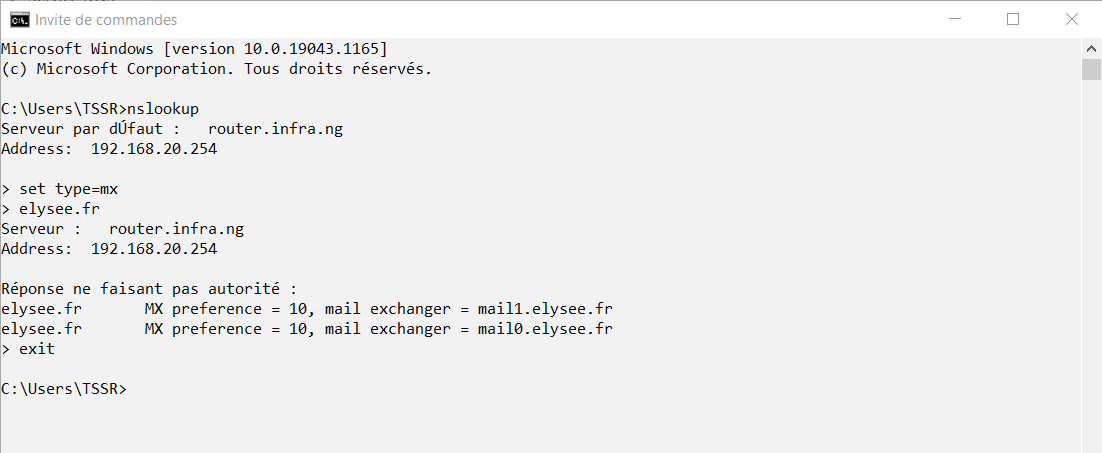 Invite de commandes
Microsoft Windows [version 10.0.19043.1165]
(c) Microsoft Corporation. Tous droits réservés.
C:\Users\TSSR>nslookup
Serveur par dÚfaut :   router.infra.ng
Address:  192.168.20.254
> set type=mx
> elysee.fr
Serveur :   router.infra.ng
Address:  192.168.20.254
Réponse ne faisant pas autorité :
elysee.fr       MX preference = 10, mail exchanger = mail1.elysee.fr
elysee.fr       MX preference = 10, mail exchanger = mail0.elysee.fr
> exit
C:\Users\TSSR>